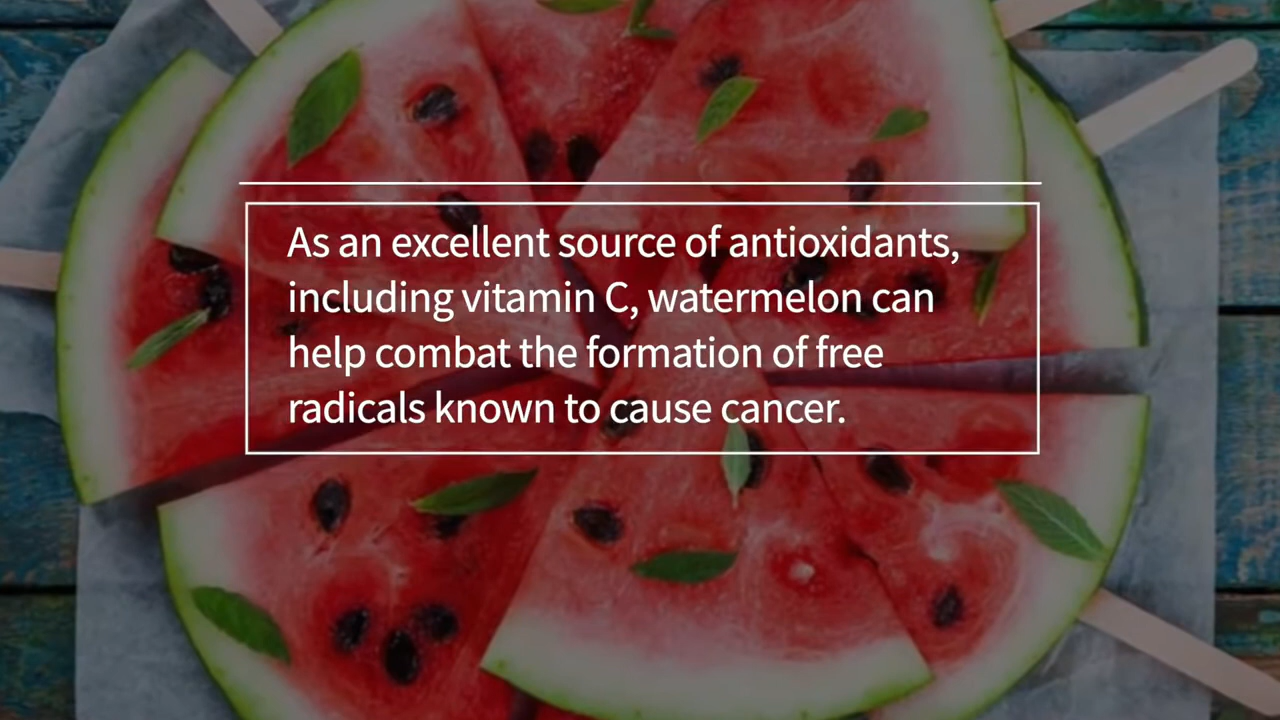 As an excellent source of antioxidants,
including vitamin C, watermelon can
help combat the formation of free
radicals known to cause cancer.